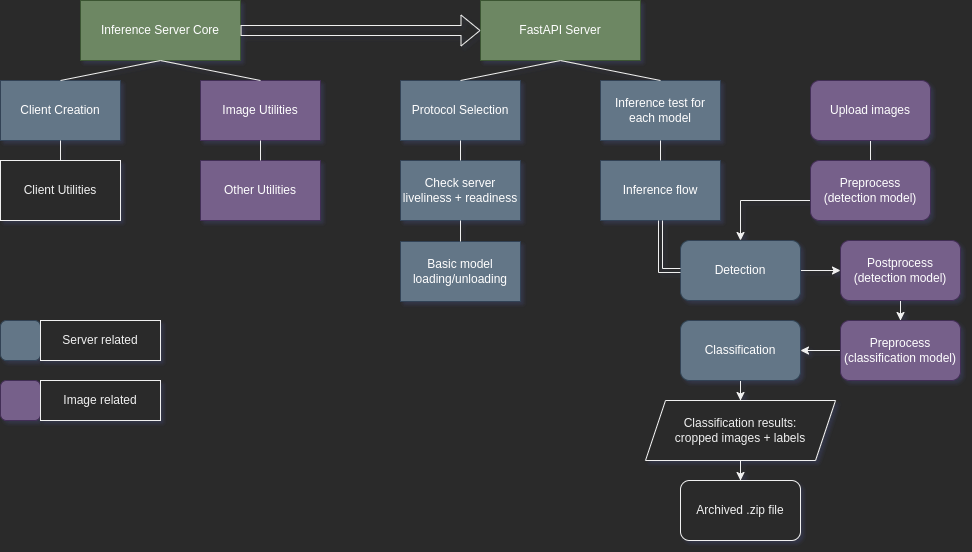 Inference Server Core
FastAPI Server
Client Creation
Image Utilities
Protocol Selection
Inference test for
each model
Upload images
Client Utilities
Other Utilities
Check server
liveliness + readiness
Inference flow
Preprocess
(detection model)
Basic model
loading/unloading
Detection
Postprocess
(detection model)
Server related
Classification
Preprocess
(classification model)
Image related
Classification results:
cropped images + labels
Archived .zip file